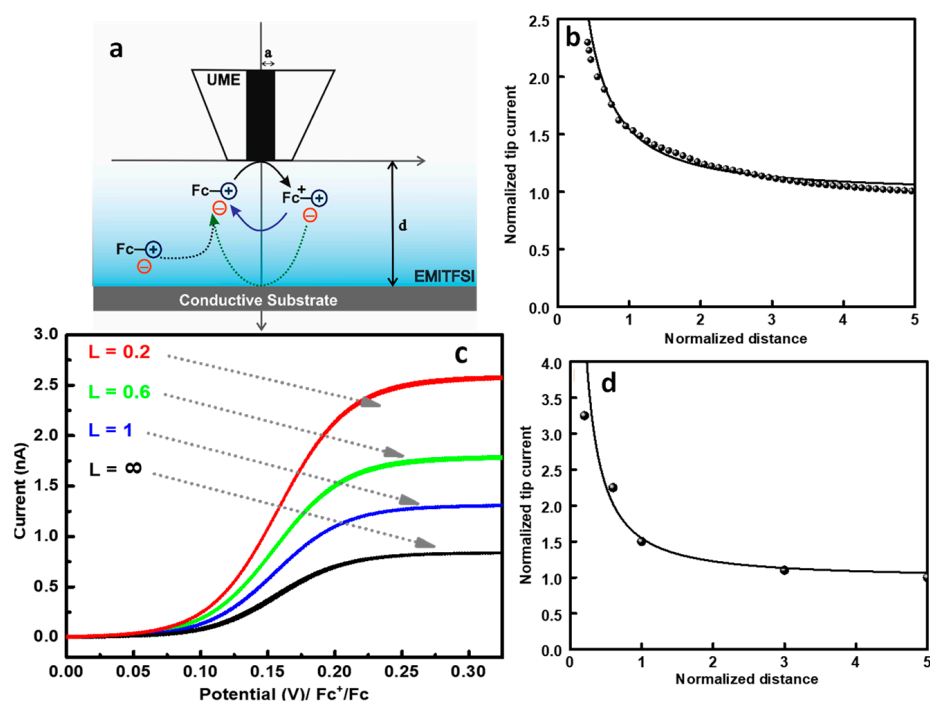 a
a
UME
Fc
+
−
+
Fc
+
−
d
Fc
+
−
EMITFSI
Conductive Substrate
b
Normalized tip current
2.5
2.0
1.5
1.0
0.5
0.0
0 1 2 3 4 5
Normalized distance
c
Current (nA)
3.0
2.5
2.0
1.5
1.0
0.5
0.0
L = 0.2
L = 0.6
L = 1
L = ∞
0.00 0.05 0.10 0.15 0.20 0.25 0.30
Potential (V)/ Fc⁺/Fc
d
Normalized tip current
4.0
3.5
3.0
2.5
2.0
1.5
1.0
0.5
0.0
0 1 2 3 4 5
Normalized distance